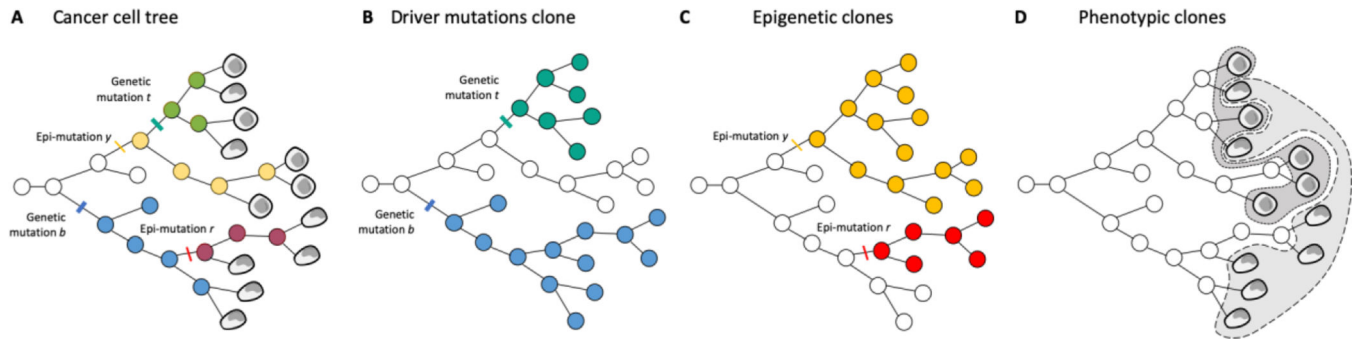 A Cancer cell tree
B Driver mutations clone
C Epigenetic clones
D Phenotypic clones
Genetic
mutation t
Epi-mutation y
Genetic
mutation b
Epi-mutation r
Genetic
mutation t
Genetic
mutation b
Epi-mutation y
Epi-mutation r